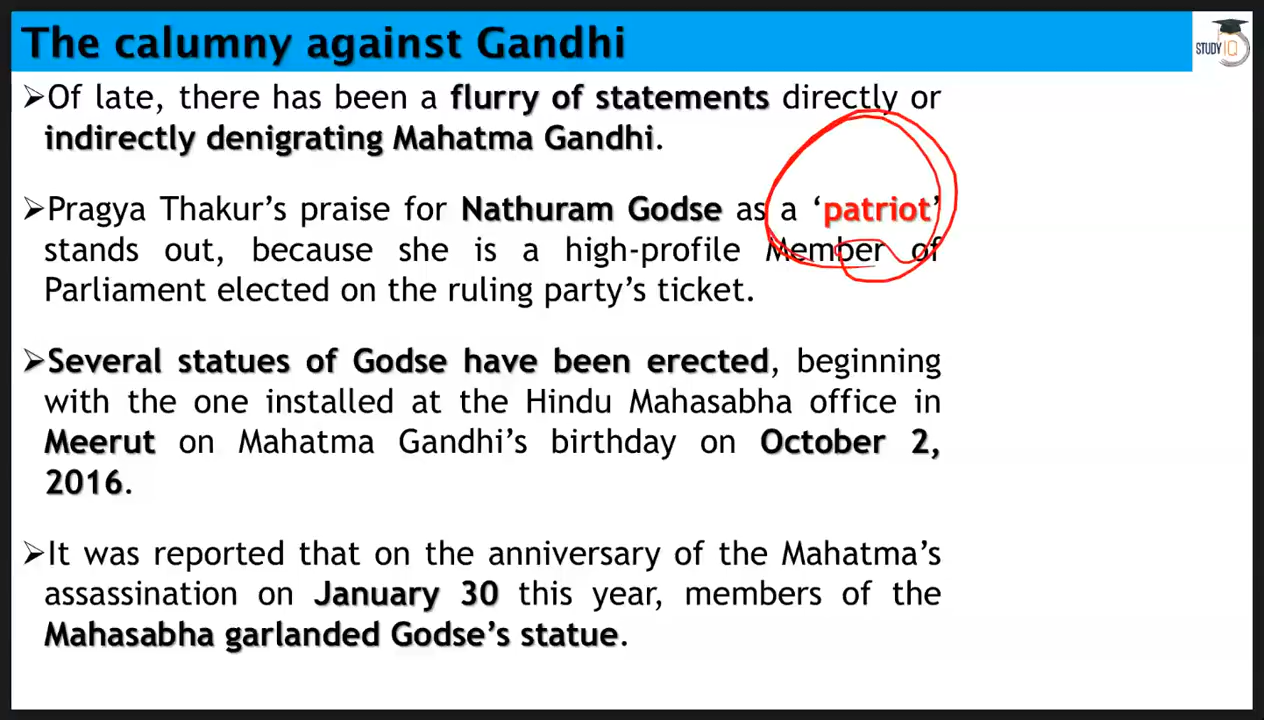 The calumny against Gandhi
STUDY IQ
➢Of late, there has been a flurry of statements directly or
indirectly denigrating Mahatma Gandhi.
➢Pragya Thakur’s praise for Nathuram Godse as a ‘patriot’
stands out, because she is a high-profile Member of
Parliament elected on the ruling party’s ticket.
➢Several statues of Godse have been erected, beginning
with the one installed at the Hindu Mahasabha office in
Meerut on Mahatma Gandhi’s birthday on October 2,
2016.
➢It was reported that on the anniversary of the Mahatma’s
assassination on January 30 this year, members of the
Mahasabha garlanded Godse’s statue.